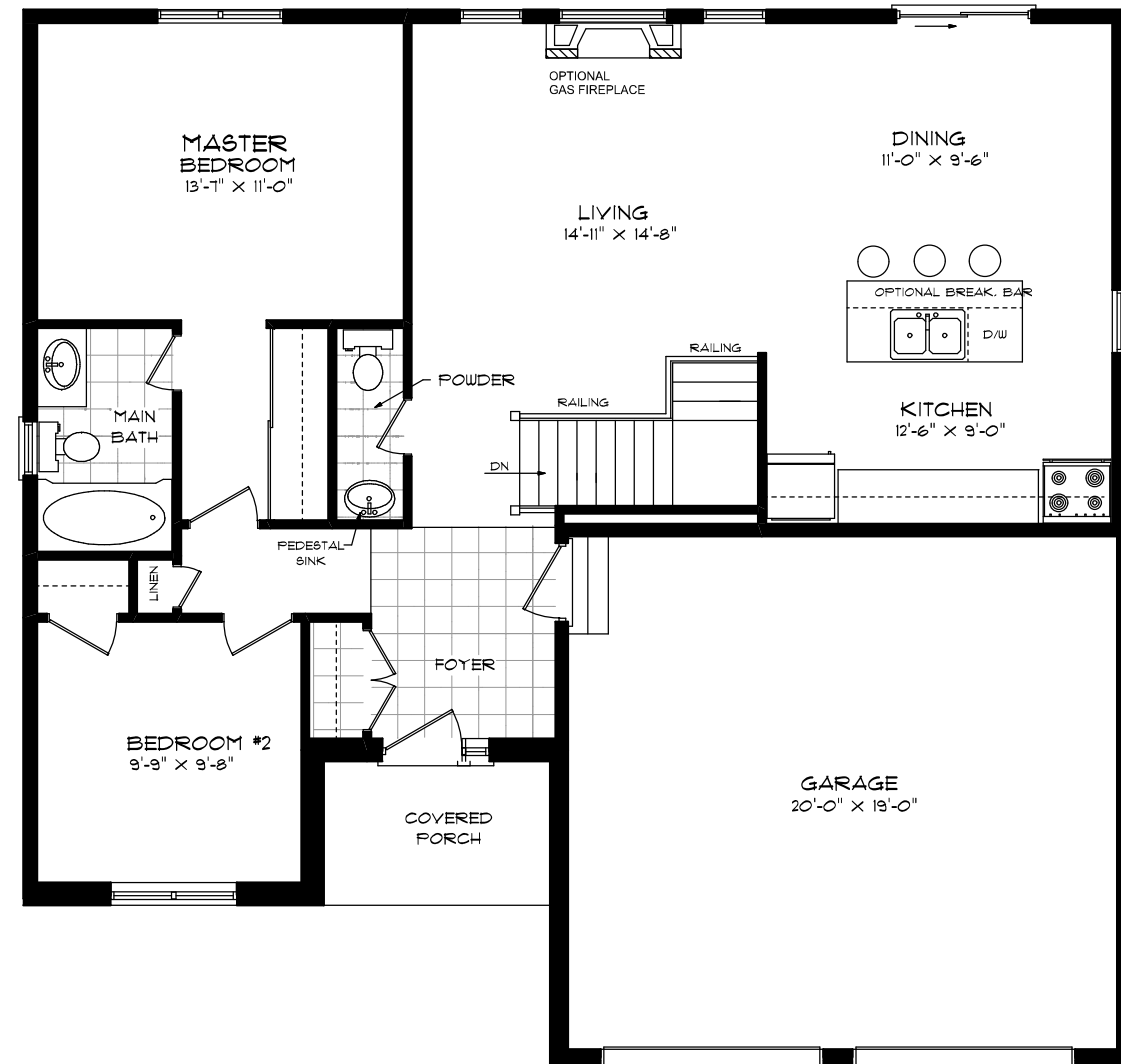 OPTIONAL
GAS FIREPLACE
MASTER
BEDROOM
13'-7" X 11'-0"
DINING
11'-0" X 9'-6"
LIVING
14'-11" X 14'-8"
OPTIONAL BREAK. BAR
D/W
RAILING
POWDER
RAILING
KITCHEN
12'-6" X 9'-0"
MAIN
BATH
DN
PEDESTAL
SINK
LINEN
FOYER
BEDROOM #2
9'-9" X 9'-8"
GARAGE
20'-0" X 19'-0"
COVERED
PORCH